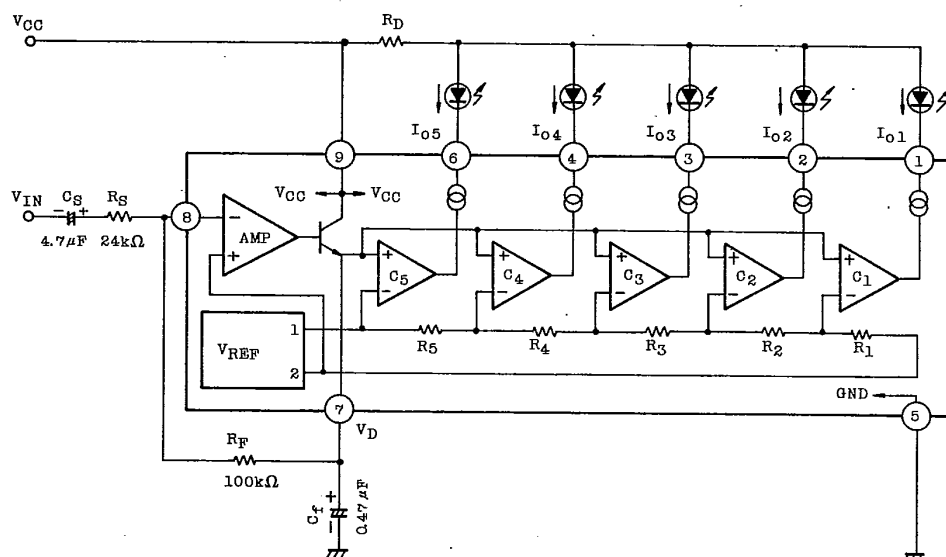 VCC
RD
Io5
Io4
Io3
Io2
Io1
9
6
4
3
2
1
VIN
CS
RS
8
VCC
VCC
4.7μF
24kΩ
−
+
AMP
+
−
C5
+
−
C4
+
−
C3
+
−
C2
+
−
C1
VREF
1
2
R5
R4
R3
R2
R1
7
VD
GND
5
RF
100kΩ
Cf
+
−
0.47μF